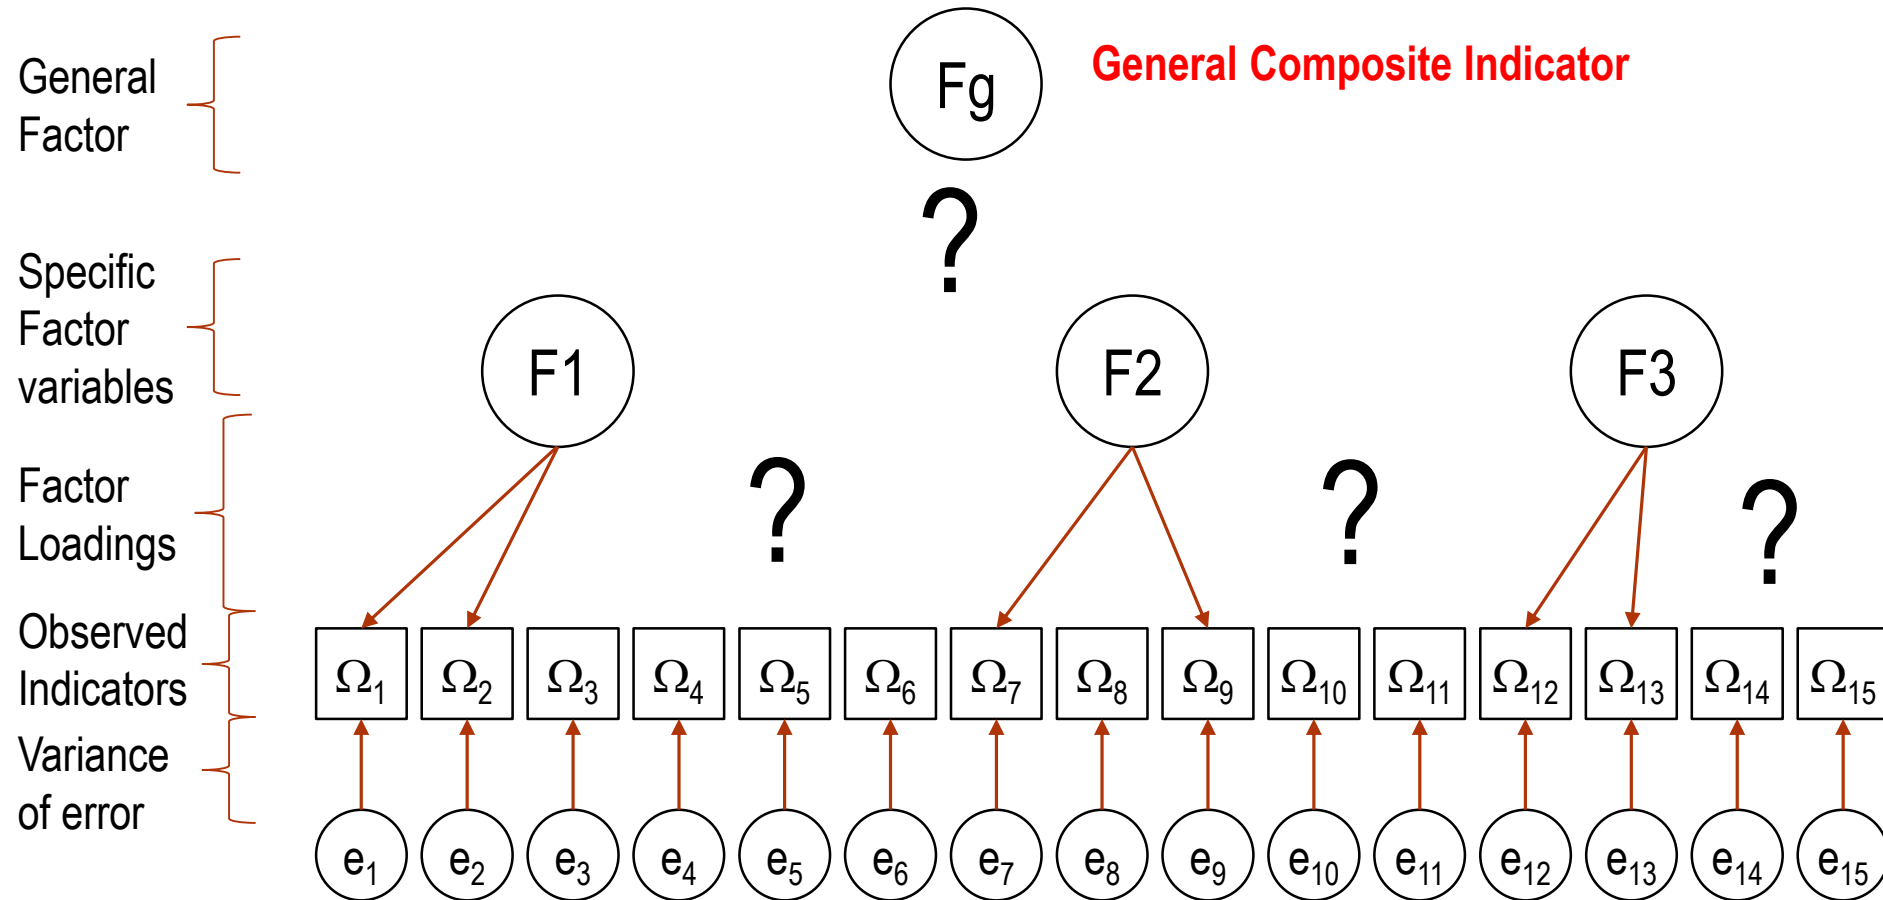 General
Factor
Fg
General Composite Indicator
?
Specific
Factor
variables
F1
F2
F3
Factor
Loadings
?
?
?
Observed
Indicators
Ω₁ Ω₂ Ω₃ Ω₄ Ω₅ Ω₆ Ω₇ Ω₈ Ω₉ Ω₁₀ Ω₁₁ Ω₁₂ Ω₁₃ Ω₁₄ Ω₁₅
Variance
of error
e₁ e₂ e₃ e₄ e₅ e₆ e₇ e₈ e₉ e₁₀ e₁₁ e₁₂ e₁₃ e₁₄ e₁₅